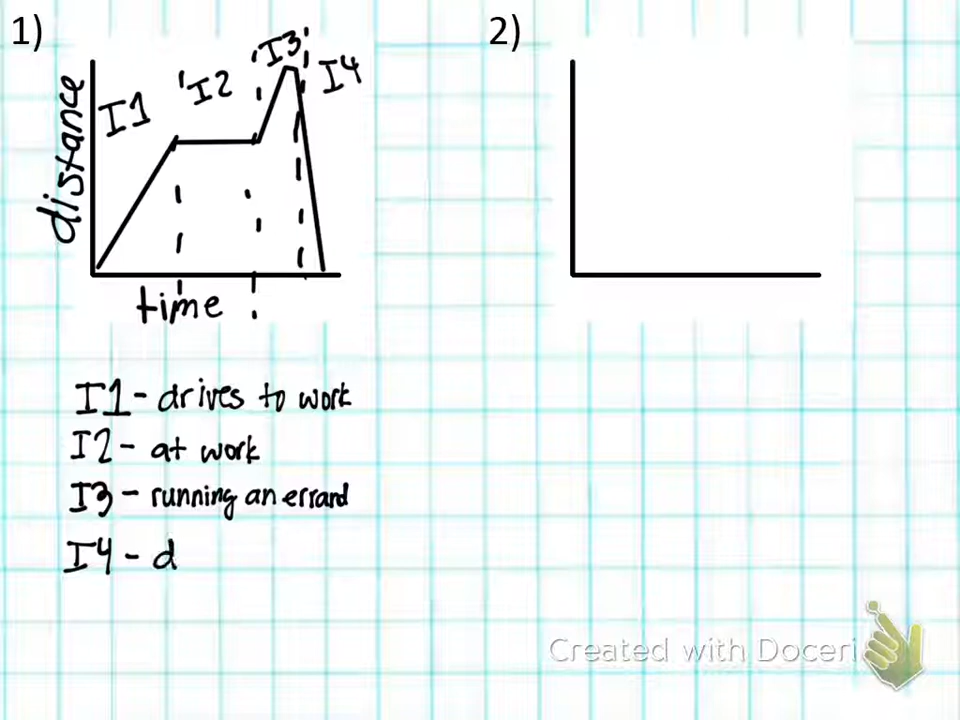 1)
2)
distance
I1
I2
I3
I4
time
I1 - drives to work
I2 - at work
I3 - running an errand
I4 - d
Created with Doceri